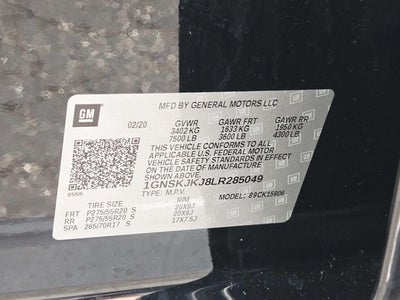 GM
MFD BY GENERAL MOTORS LLC
02/20 GVWR GAWR FRT GAWR RR
3402 KG 1633 KG 1950 KG
7500 LB 3600 LB 4300 LB
THIS VEHICLE CONFORMS TO ALL APPLICABLE
U.S. FEDERAL MOTOR
VEHICLE SAFETY STANDARDS IN EFFECT
ON THE DATE OF MANUFACTURE SHOWN ABOVE.
1GNSKJKJ8LR285049
TYPE: M.P.V. MODEL: 89CK15906
TIRE SIZE RIM
FRT P275/55R20 S 20X9J
RR P275/55R20 S 20X9J
SPA 265/70R17 S 17X7.5J